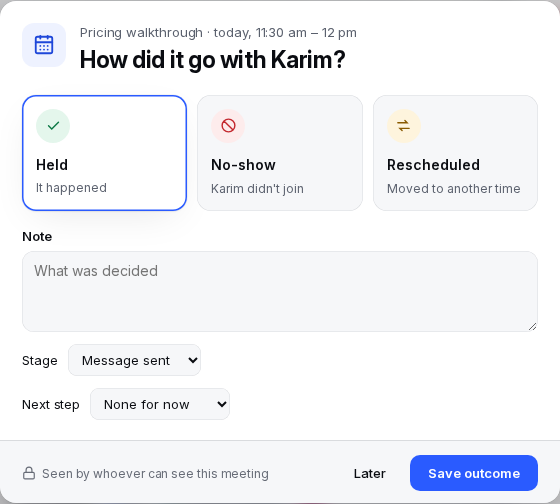 Pricing walkthrough · today, 11:30 am – 12 pm
How did it go with Karim?
Held
It happened
No-show
Karim didn't join
Rescheduled
Moved to another time
Note
What was decided
Stage
Message sent
Next step
None for now
Seen by whoever can see this meeting
Later
Save outcome